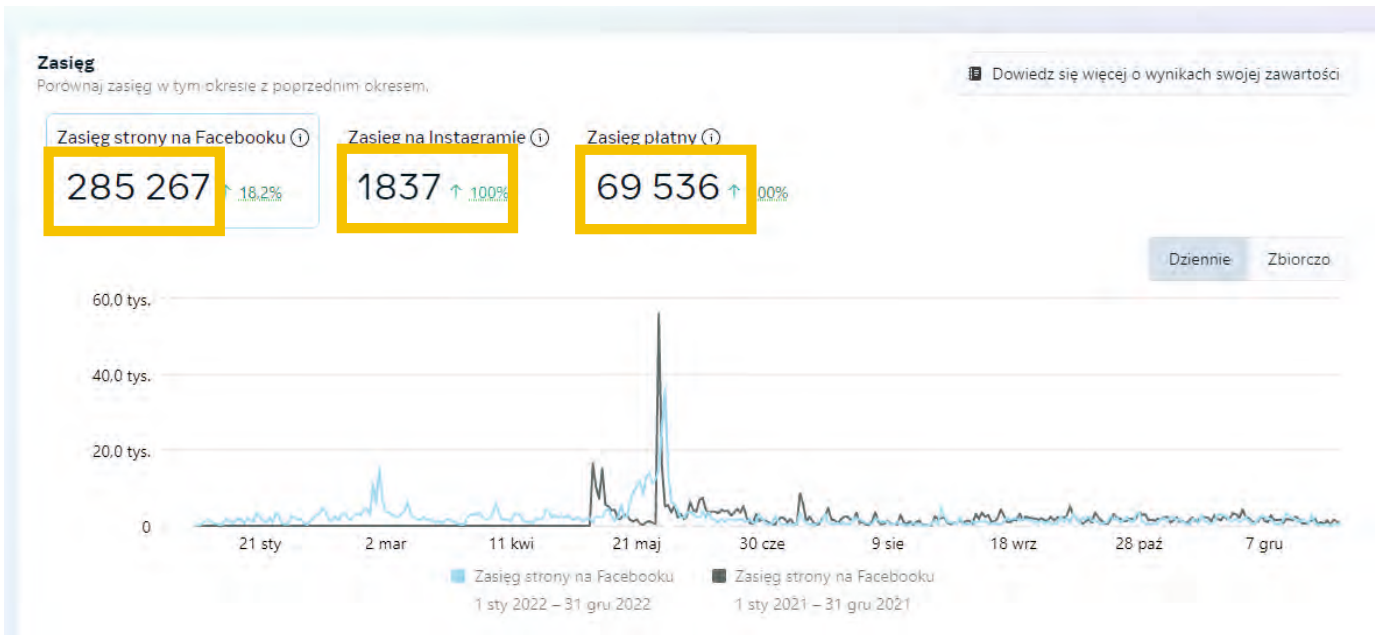 Zasięg
Porównaj zasięg w tym okresie z poprzednim okresem.
Dowiedz się więcej o wynikach swojej zawartości
Zasięg strony na Facebooku
Zasięg na Instagramie
Zasięg płatny
285 267 ↑ 18,2%
1837 ↑ 100%
69 536 ↑ 00%
Dziennie
Zbiorczo
60,0 tys.
40,0 tys.
20,0 tys.
0
21 sty 2 mar 11 kwi 21 maj 30 cze 9 sie 18 wrz 28 paź 7 gru
Zasięg strony na Facebooku
1 sty 2022 – 31 gru 2022
Zasięg strony na Facebooku
1 sty 2021 – 31 gru 2021